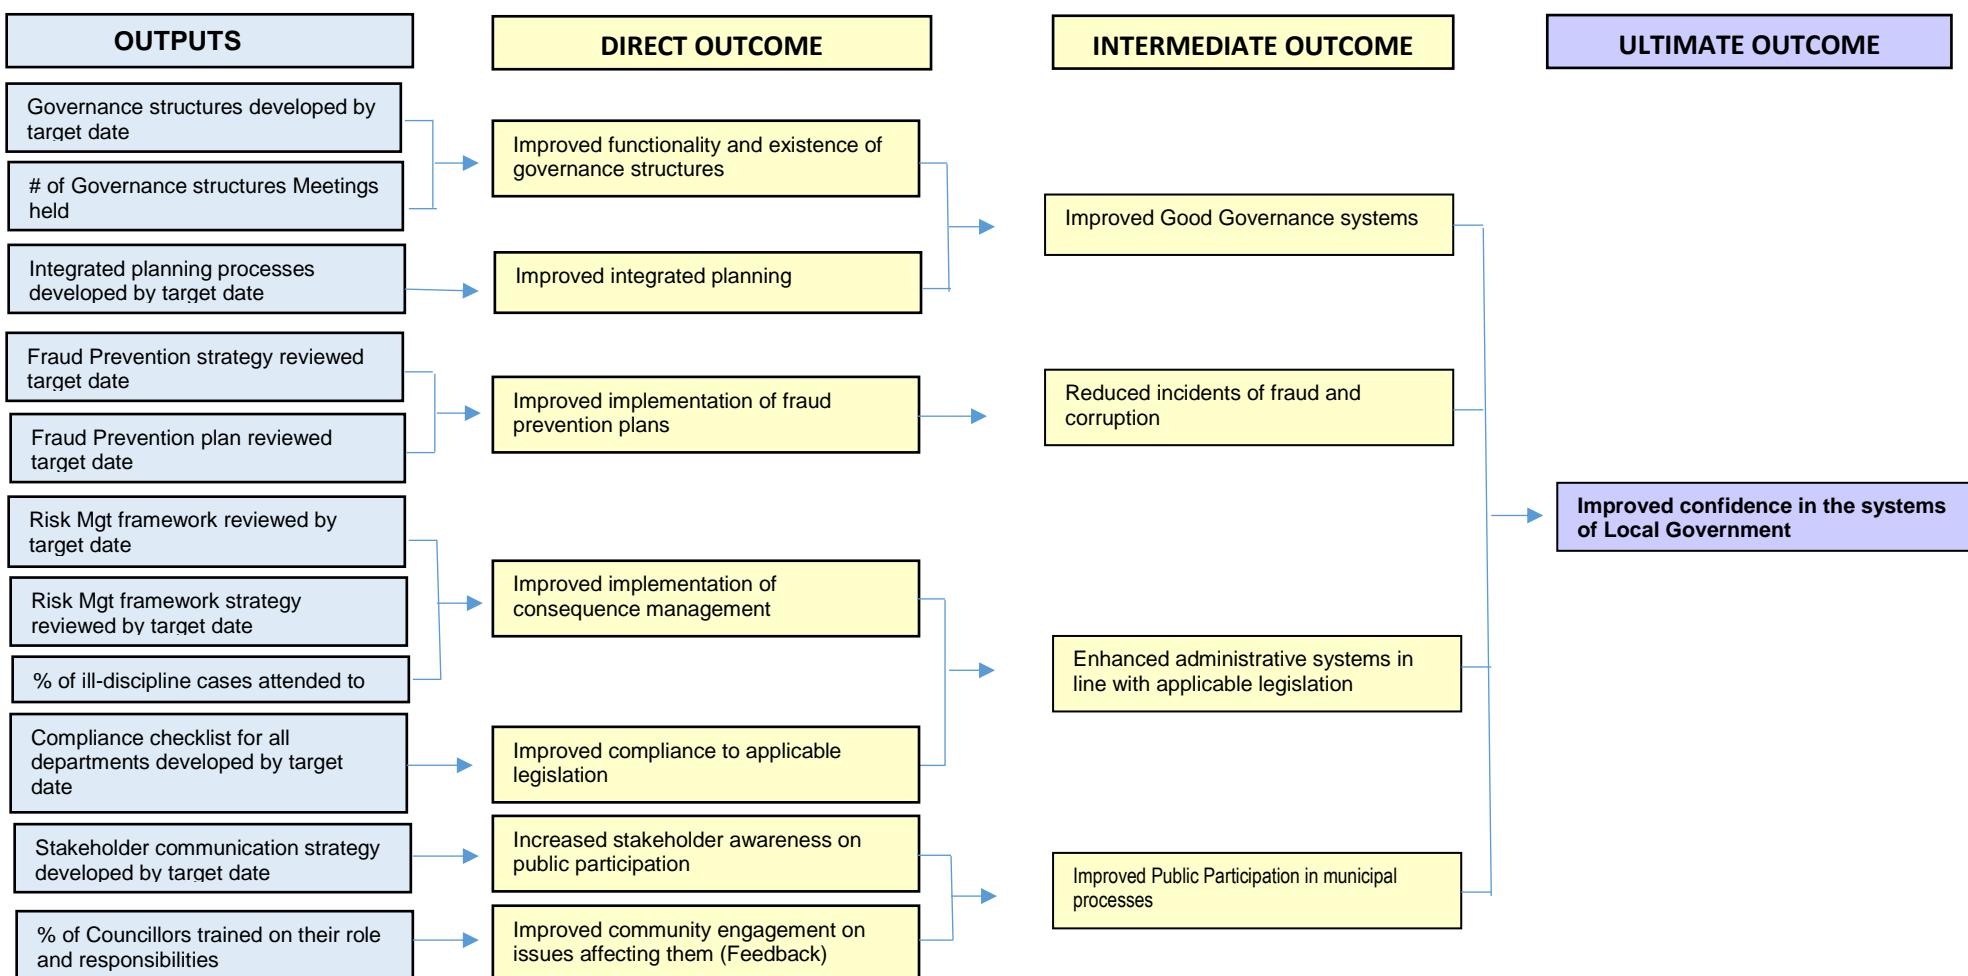 OUTPUTS
DIRECT OUTCOME
INTERMEDIATE OUTCOME
ULTIMATE OUTCOME
Governance structures developed by
target date
# of Governance structures Meetings
held
Integrated planning processes
developed by target date
Fraud Prevention strategy reviewed
target date
Fraud Prevention plan reviewed
target date
Risk Mgt framework reviewed by
target date
Risk Mgt framework strategy
reviewed by target date
% of ill-discipline cases attended to
Compliance checklist for all
departments developed by target
date
Stakeholder communication strategy
developed by target date
% of Councillors trained on their role
and responsibilities
Improved functionality and existence of
governance structures
Improved integrated planning
Improved implementation of fraud
prevention plans
Improved implementation of
consequence management
Improved compliance to applicable
legislation
Increased stakeholder awareness on
public participation
Improved community engagement on
issues affecting them (Feedback)
Improved Good Governance systems
Reduced incidents of fraud and
corruption
Enhanced administrative systems in
line with applicable legislation
Improved Public Participation in municipal
processes
Improved confidence in the systems
of Local Government